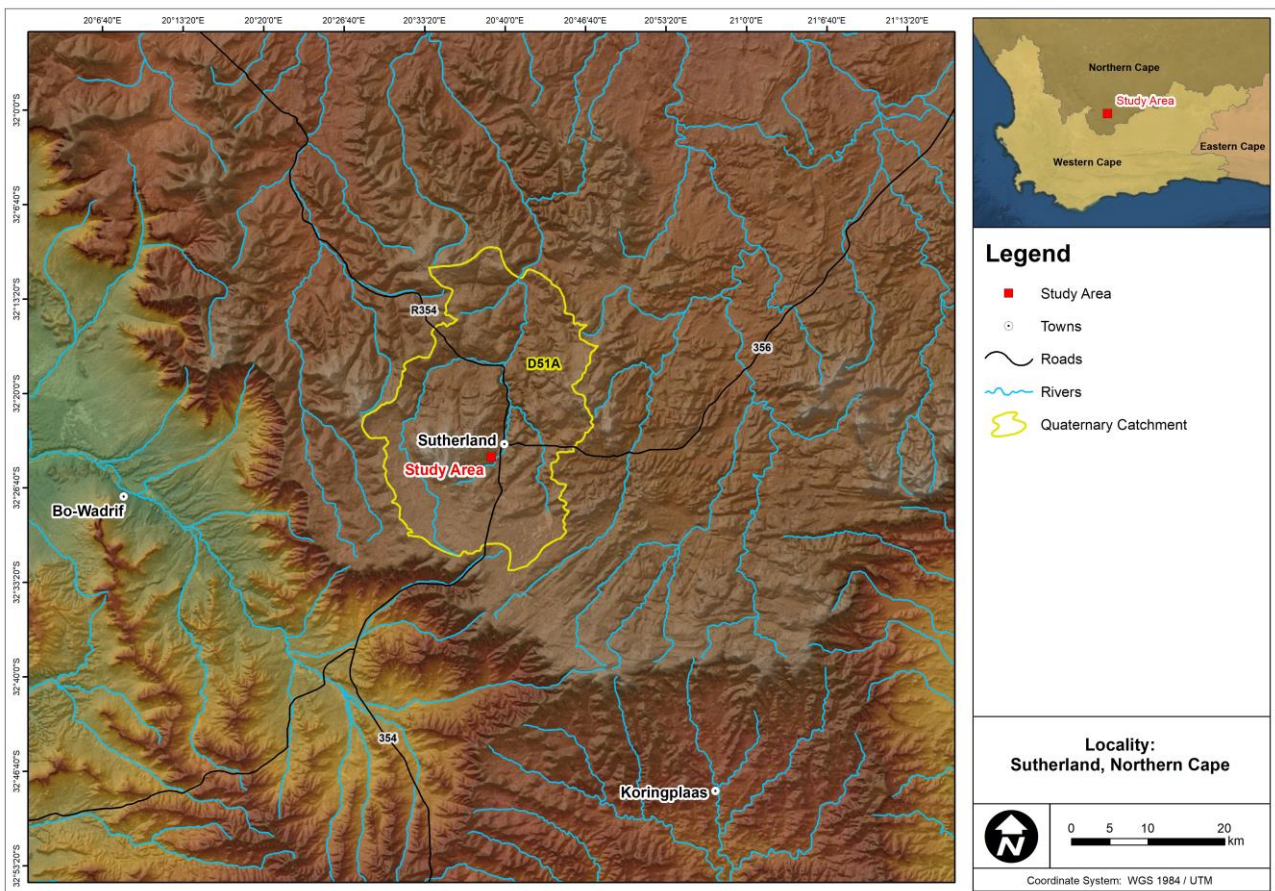 20°6'40"E
20°13'20"E
20°20'0"E
20°26'40"E
20°33'20"E
20°40'0"E
20°46'40"E
20°53'20"E
21°0'0"E
21°6'40"E
21°13'20"E
32°0'0"S
32°6'40"S
32°13'20"S
32°20'0"S
32°26'40"S
32°33'20"S
32°40'0"S
32°46'40"S
32°53'20"S
R354
D51A
356
Sutherland
Study Area
Bo-Wadrif
354
Koringplaas
Northern Cape
Study Area
Eastern Cape
Western Cape
Legend
Study Area
Towns
Roads
Rivers
Quaternary Catchment
Locality:
Sutherland, Northern Cape
N
0 5 10 20
km
Coordinate System: WGS 1984 / UTM